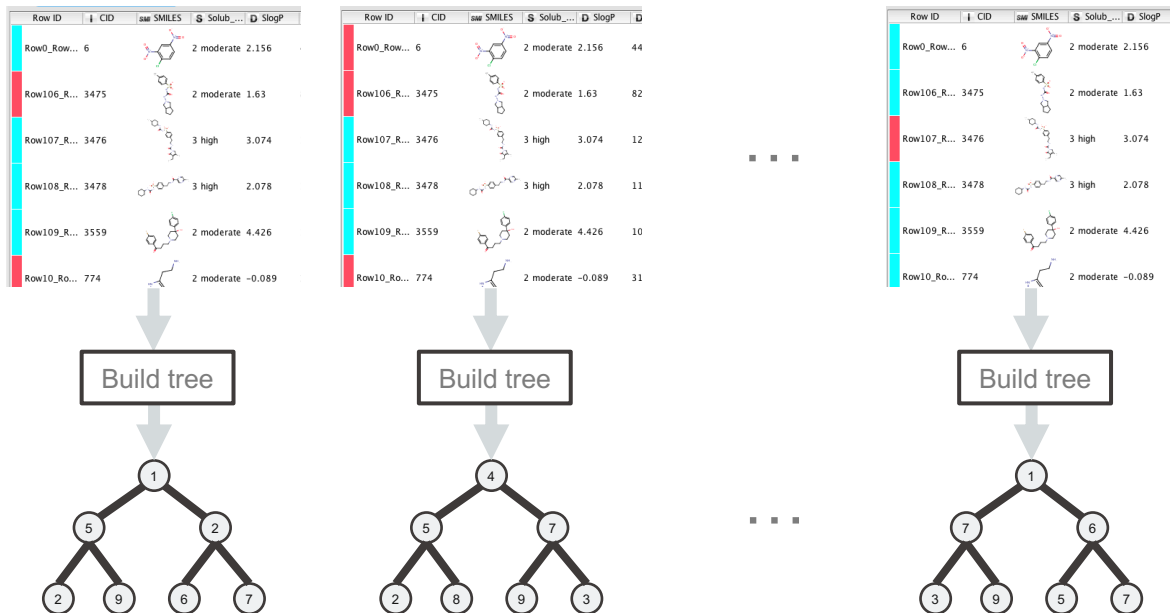 Row ID CID SMILES Solub_... SlogP
Row0_Row... 6 2 moderate 2.156
Row106_R... 3475 2 moderate 1.63
Row107_R... 3476 3 high 3.074
Row108_R... 3478 3 high 2.078
Row109_R... 3559 2 moderate 4.426
Row10_Ro... 774 2 moderate -0.089
Row ID CID SMILES Solub_... SlogP D
Row0_Row... 6 2 moderate 2.156 44
Row106_R... 3475 2 moderate 1.63 82
Row107_R... 3476 3 high 3.074 12
Row108_R... 3478 3 high 2.078 11
Row109_R... 3559 2 moderate 4.426 10
Row10_Ro... 774 2 moderate -0.089 31
...
Row ID CID SMILES Solub_... SlogP
Row0_Row... 6 2 moderate 2.156
Row106_R... 3475 2 moderate 1.63
Row107_R... 3476 3 high 3.074
Row108_R... 3478 3 high 2.078
Row109_R... 3559 2 moderate 4.426
Row10_Ro... 774 2 moderate -0.089
Build tree
Build tree
Build tree
1
5 2
2 9 6 7
4
5 7
2 8 9 3
...
1
7 6
3 9 5 7